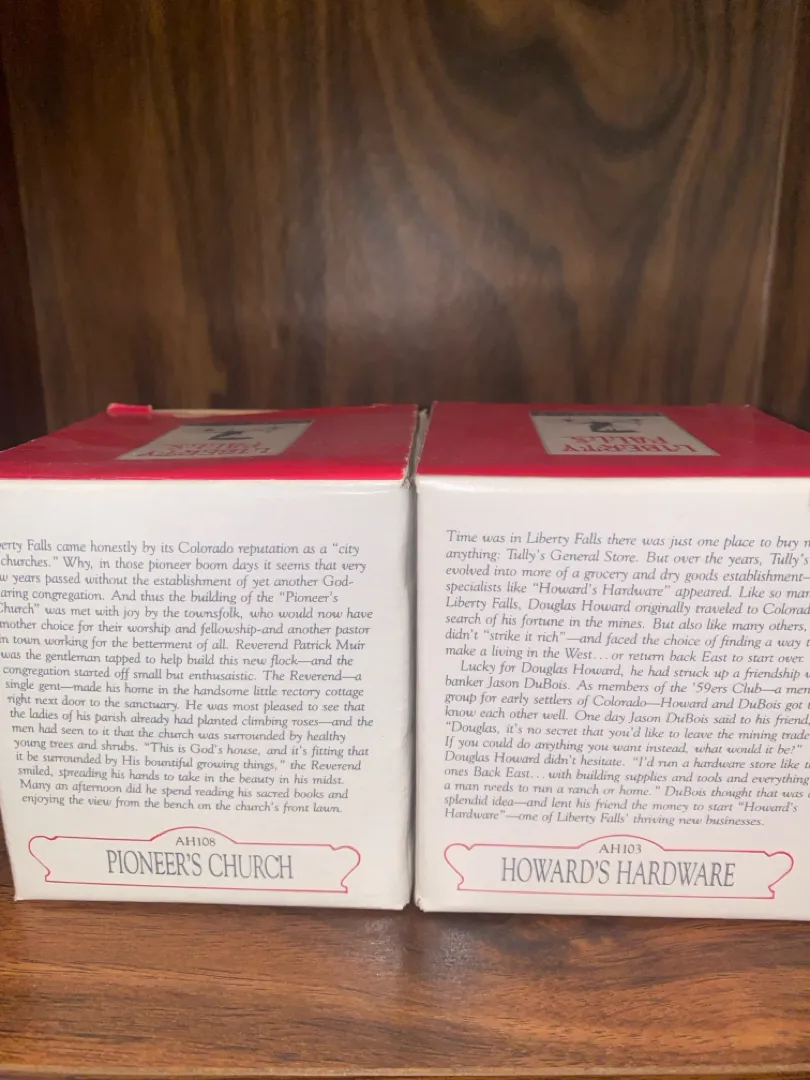 LIBERTY
FALLS
LIBERTY
FALLS
erty Falls came honestly by its Colorado reputation as a "city
churches." Why, in those pioneer boom days it seems that very
w years passed without the establishment of yet another God-
aring congregation. And thus the building of the "Pioneer's
Church" was met with joy by the townsfolk, who would now have
mother choice for their worship and fellowship-and another pastor
n town working for the betterment of all. Reverend Patrick Muir
was the gentleman tapped to help build this new flock—and the
congregation started off small but enthusaistic. The Reverend—a
single gent—made his home in the handsome little rectory cottage
right next door to the sanctuary. He was most pleased to see that
the ladies of his parish already had planted climbing roses—and the
men had seen to it that the church was surrounded by healthy
young trees and shrubs. "This is God's house, and it's fitting that
it be surrounded by His bountiful growing things," the Reverend
smiled, spreading his hands to take in the beauty in his midst.
Many an afternoon did he spend reading his sacred books and
enjoying the view from the bench on the church's front lawn.
AH108
PIONEER'S CHURCH
Time was in Liberty Falls there was just one place to buy
anything: Tully's General Store. But over the years, Tully's
evolved into more of a grocery and dry goods establishment—
specialists like "Howard's Hardware" appeared. Like so
Liberty Falls, Douglas Howard originally traveled to
search of his fortune in the mines. But also like many others,
didn't "strike it rich"—and faced the choice of finding a way
make a living in the West...or return back East to start over.
Lucky for Douglas Howard, he had struck up a friendship
banker Jason DuBois. As members of the '59ers Club—a
group for early settlers of Colorado—Howard and DuBois got
know each other well. One day Jason DuBois said to his friend,
"Douglas, it's no secret that you'd like to leave the mining trade
If you could do anything you want instead, what would it be?"
Douglas Howard didn't hesitate. "I'd run a hardware store like
ones Back East...with building supplies and tools and everything
a man needs to run a ranch or home." DuBois thought that was
splendid idea—and lent his friend the money to start "Howard's
Hardware"—one of Liberty Falls' thriving new businesses.
AH103
HOWARD'S HARDWARE